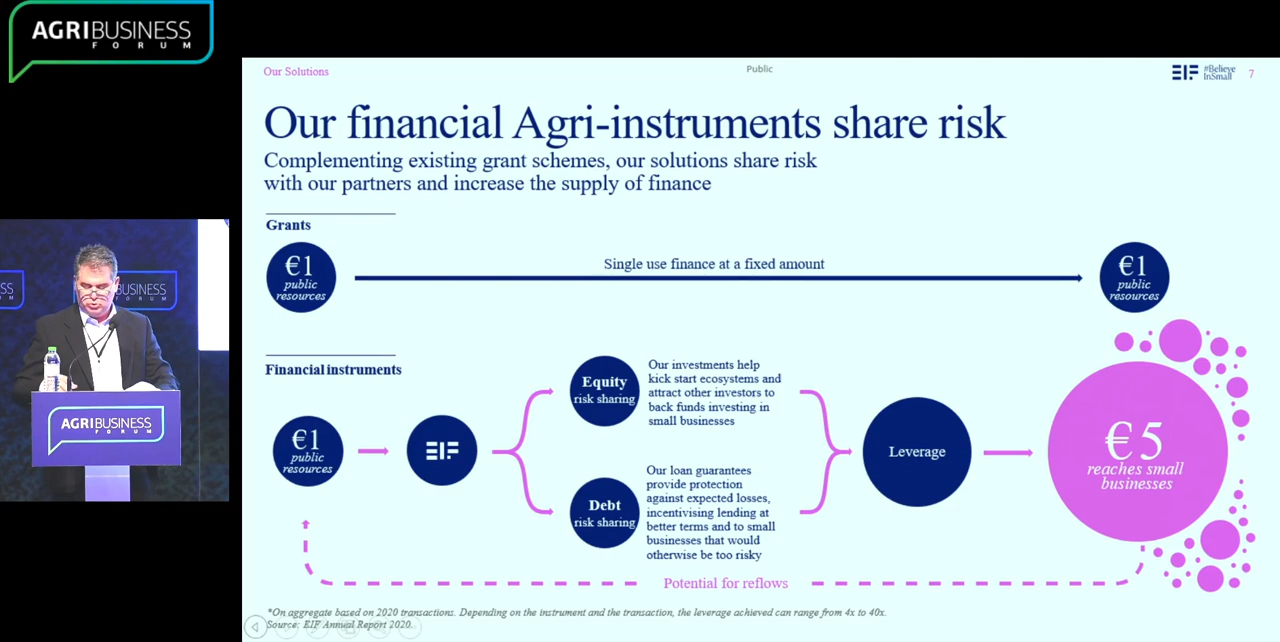 AGRIBUSINESS
FORUM
Our Solutions
Public
EIF
#Believe
InSmall
7
Our financial Agri-instruments share risk
Complementing existing grant schemes, our solutions share risk
with our partners and increase the supply of finance
Grants
€1
public
resources
Single use finance at a fixed amount
€1
public
resources
Financial instruments
€1
public
resources
EIF
Equity
risk sharing
Our investments help
kick start ecosystems and
attract other investors to
back funds investing in
small businesses
Debt
risk sharing
Our loan guarantees
provide protection
against expected losses,
incentivising lending at
better terms and to small
businesses that would
otherwise be too risky
Leverage
€5
reaches small
businesses
Potential for reflows
*On aggregate based on 2020 transactions. Depending on the instrument and the transaction, the leverage achieved can range from 4x to 40x.
Source: EIF Annual Report 2020.
SS
M
BUSINESS
FORUM
AGRIBUSINESS
FORUM